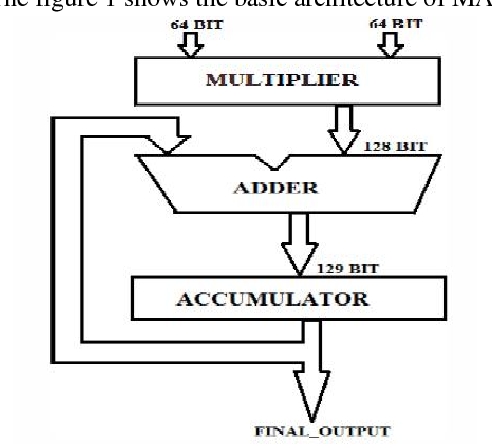 The figure 1 shows the basic architecture of MA
64 BIT 64 BIT
MULTIPLIER
128 BIT
ADDER
129 BIT
ACCUMULATOR
FINAL_OUTPUT